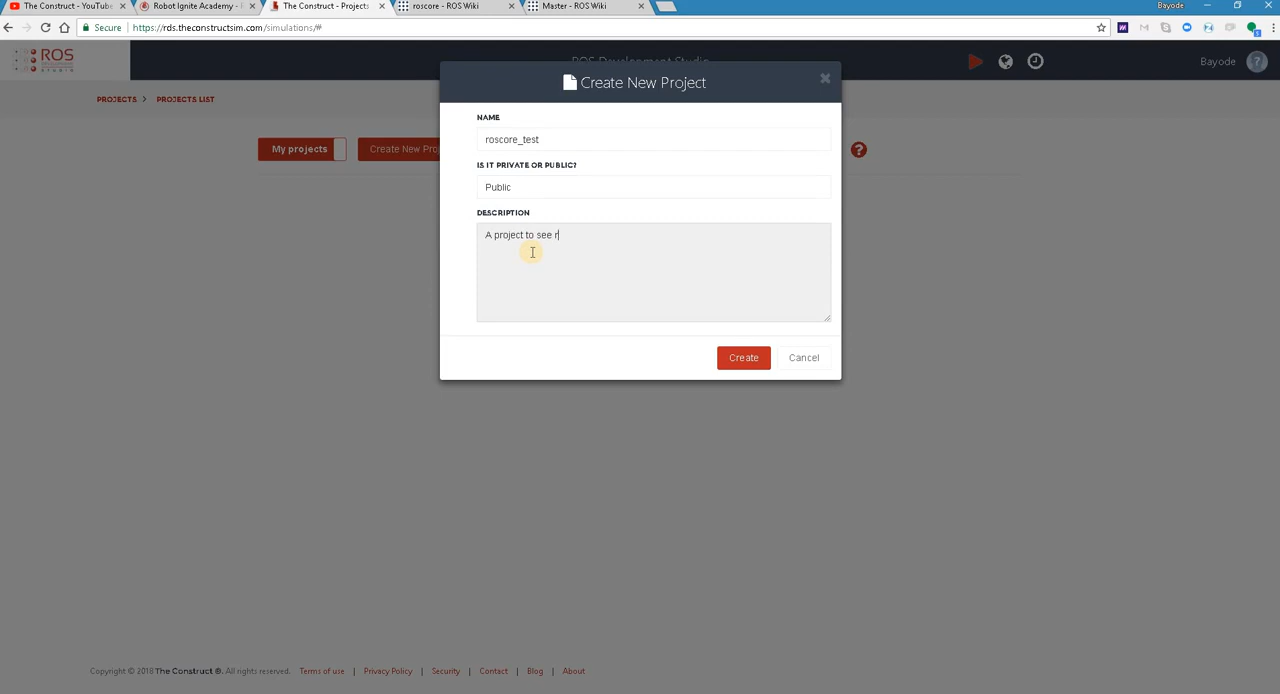 The Construct - YouTube
Robot Ignite Academy -
The Construct - Projects
roscore - ROS Wiki
Master - ROS Wiki
Bayode
Secure
https://rds.theconstructsim.com/simulations/#
ROS
ROS Development Studio
Bayode
Create New Project
PROJECTS > PROJECTS LIST
NAME
roscore_test
My projects
Create New Proj
IS IT PRIVATE OR PUBLIC?
Public
DESCRIPTION
A project to see r
Create
Cancel
Copyright © 2018 The Construct ®. All rights reserved. Terms of use | Privacy Policy | Security | Contact | Blog | About